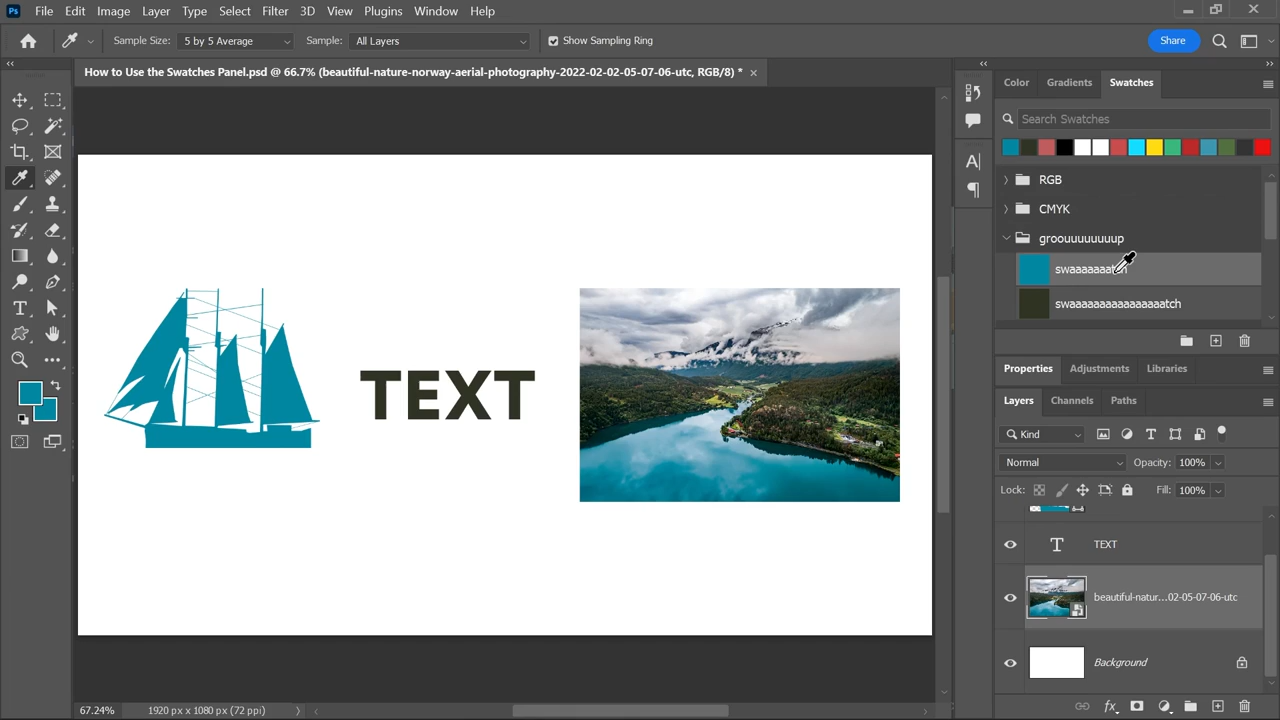 Ps File Edit Image Layer Type Select Filter 3D View Plugins Window Help
Sample Size: 5 by 5 Average Sample: All Layers Show Sampling Ring Share
How to Use the Swatches Panel.psd @ 66.7% (beautiful-nature-norway-aerial-photography-2022-02-02-05-07-06-utc, RGB/8) *
Color Gradients Swatches
Search Swatches
RGB
CMYK
groouuuuuuuup
swaaaaaaatch
swaaaaaaaaaaaaaaatch
TEXT
Properties Adjustments Libraries
Layers Channels Paths
Kind
Normal Opacity: 100%
Lock: Fill: 100%
TEXT
beautiful-natur...02-05-07-06-utc
Background
67.24% 1920 px x 1080 px (72 ppi)